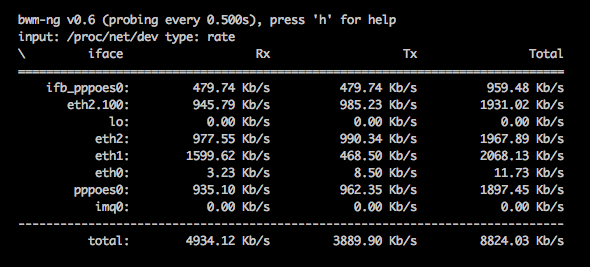 bwm-ng v0.6 (probing every 0.500s), press 'h' for help
input: /proc/net/dev type: rate
\         iface                   Rx                   Tx                Total
==============================================================================
    ifb_pppoes0:         479.74 Kb/s          479.74 Kb/s          959.48 Kb/s
       eth2.100:         945.79 Kb/s          985.23 Kb/s         1931.02 Kb/s
             lo:           0.00 Kb/s            0.00 Kb/s            0.00 Kb/s
           eth2:         977.55 Kb/s          990.34 Kb/s         1967.89 Kb/s
           eth1:        1599.62 Kb/s          468.50 Kb/s         2068.13 Kb/s
           eth0:           3.23 Kb/s            8.50 Kb/s           11.73 Kb/s
        pppoes0:         935.10 Kb/s          962.35 Kb/s         1897.45 Kb/s
           imq0:           0.00 Kb/s            0.00 Kb/s            0.00 Kb/s
------------------------------------------------------------------------------
          total:        4934.12 Kb/s         3889.90 Kb/s         8824.03 Kb/s